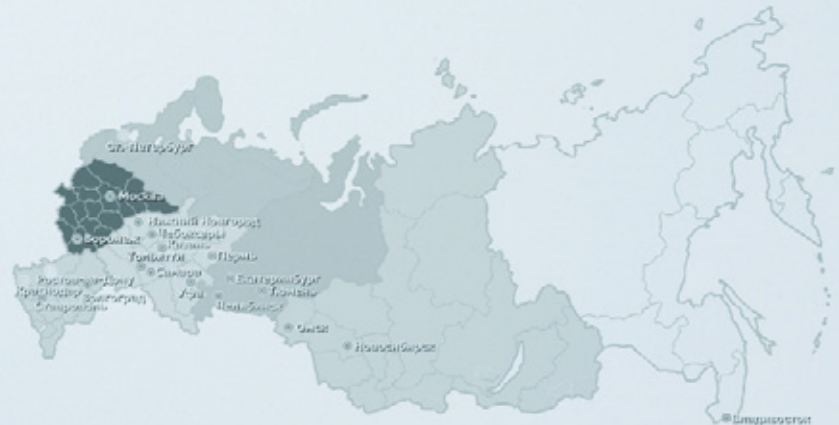 Ст.-Петербург
Москва
Нижний Новгород
Воронеж
Чебоксары
Казань
Тольятти
Пермь
Самара
Ростов-на-Дону
Екатеринбург
Краснодар
Уфа
Тюмень
Волгоград
Ставрополь
Челябинск
Омск
Новосибирск
Владивосток